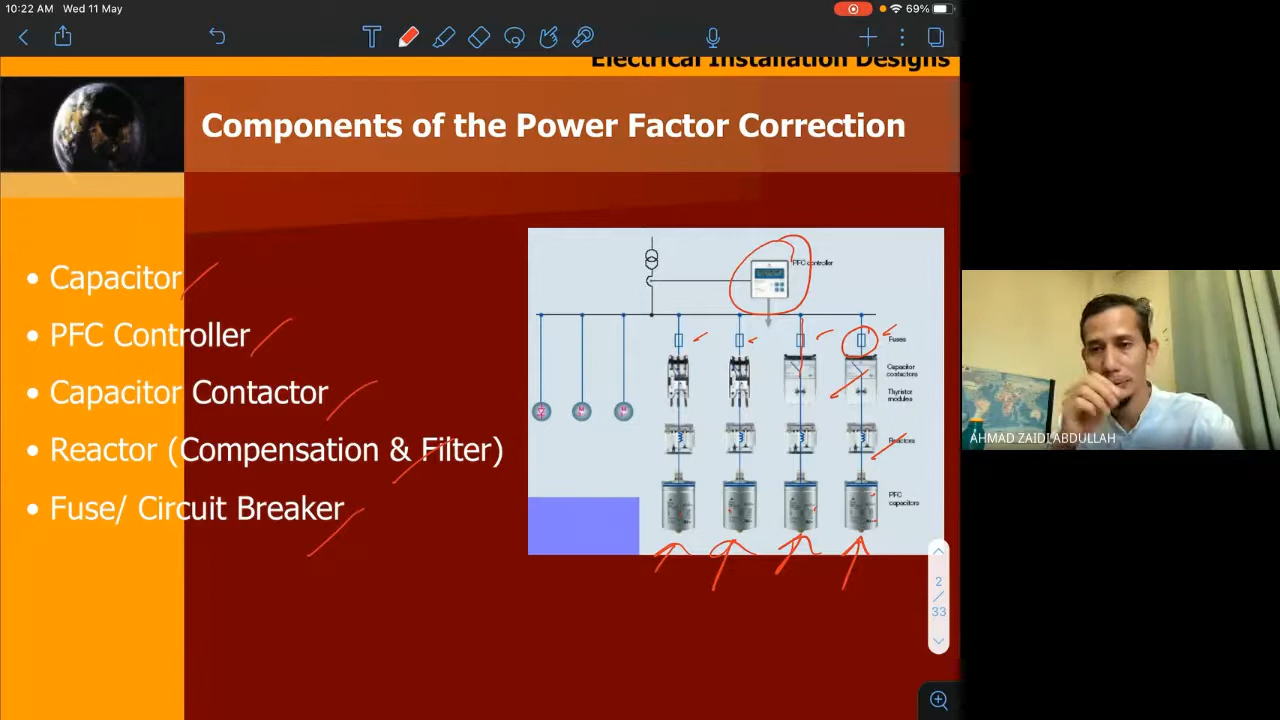 10:22 AM Wed 11 May
69%
Electrical Installation Designs
Components of the Power Factor Correction
• Capacitor
• PFC Controller
• Capacitor Contactor
• Reactor (Compensation & Filter)
• Fuse/ Circuit Breaker
PFC controller
Fuses
Capacitor
contactors
Thyristor
modules
Reactors
PFC
capacitors
M
M
2
/
33
AHMAD ZAIDI ABDULLAH